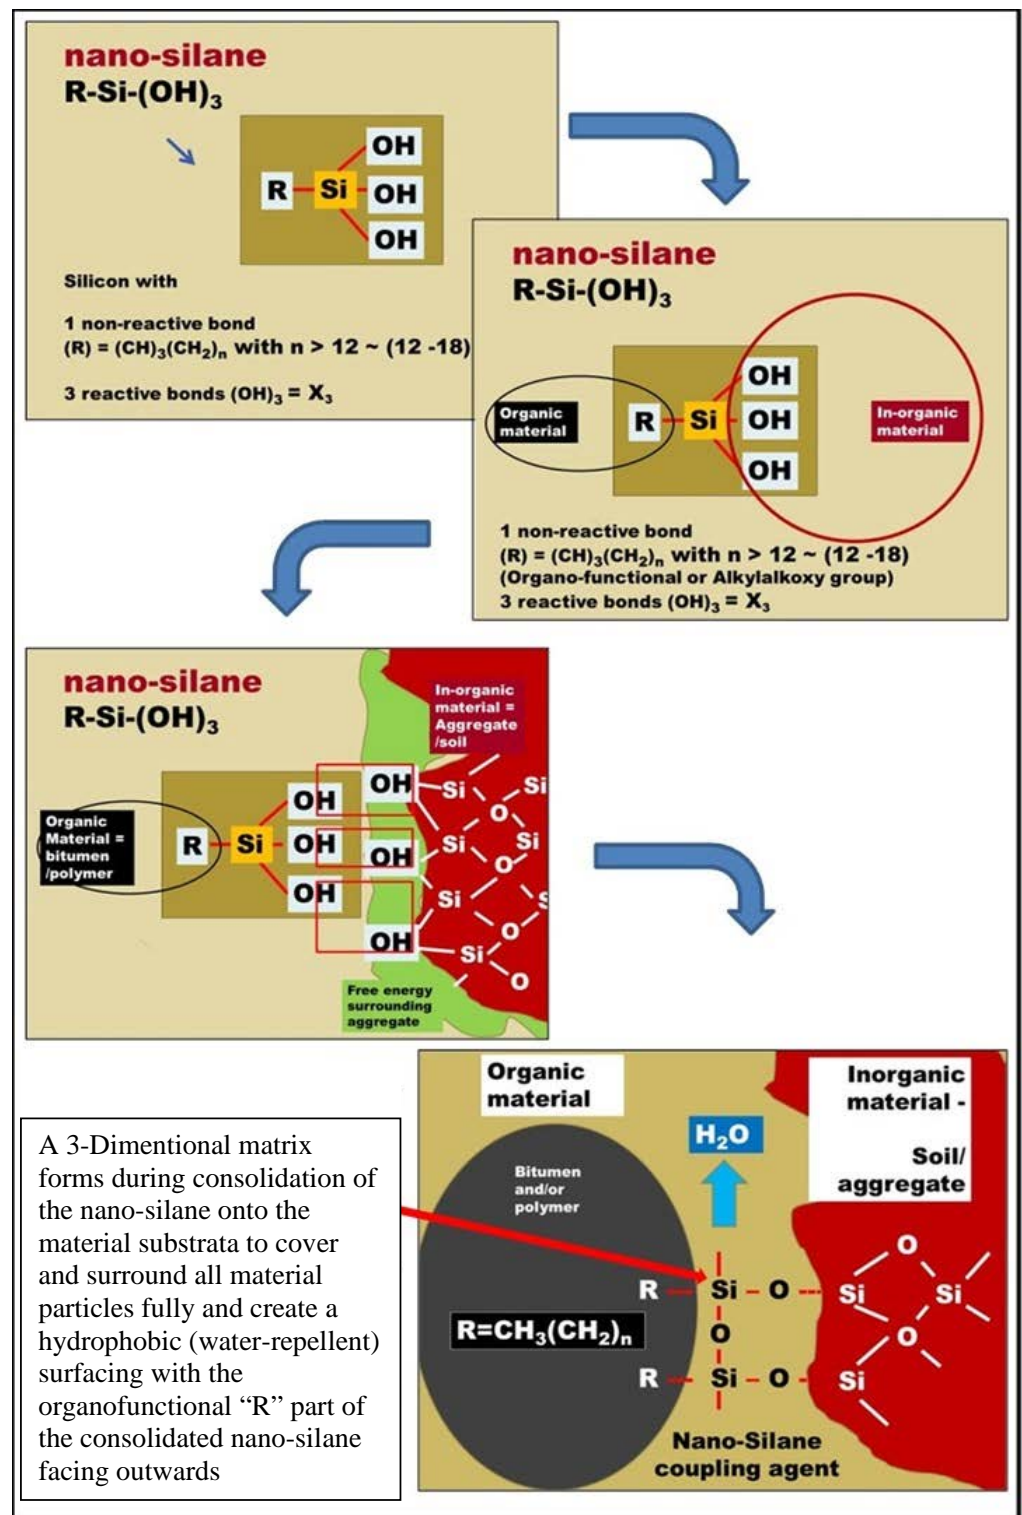 nano-silane
R-Si-(OH)₃
OH
R
Si
OH
OH
Silicon with
1 non-reactive bond
(R) = (CH)₃(CH₂)ₙ with n > 12 ~ (12 -18)
3 reactive bonds (OH)₃ = X₃
nano-silane
R-Si-(OH)₃
OH
Organic
material
R
Si
OH
In-organic
material
OH
1 non-reactive bond
(R) = (CH)₃(CH₂)ₙ with n > 12 ~ (12 -18)
(Organo-functional or Alkylalkoxy group)
3 reactive bonds (OH)₃ = X₃
nano-silane
R-Si-(OH)₃
In-organic
material =
Aggregate
/soil
Organic
Material =
bitumen
/polymer
R
Si
OH
OH
OH
OH
OH
OH
Si
Si
O
Si
Si
O
Si
S
O
Si
O
Free energy
surrounding
aggregate
A 3-Dimentional matrix
forms during consolidation of
the nano-silane onto the
material substrata to cover
and surround all material
particles fully and create a
hydrophobic (water-repellent)
surfacing with the
organofunctional “R” part of
the consolidated nano-silane
facing outwards
Organic
material
H₂O
Inorganic
material -
Soil/
aggregate
Bitumen
and/or
polymer
R
Si
O
Si
O
Si
O
R=CH₃(CH₂)ₙ
O
R
Si
O
Si
Nano-Silane
coupling agent